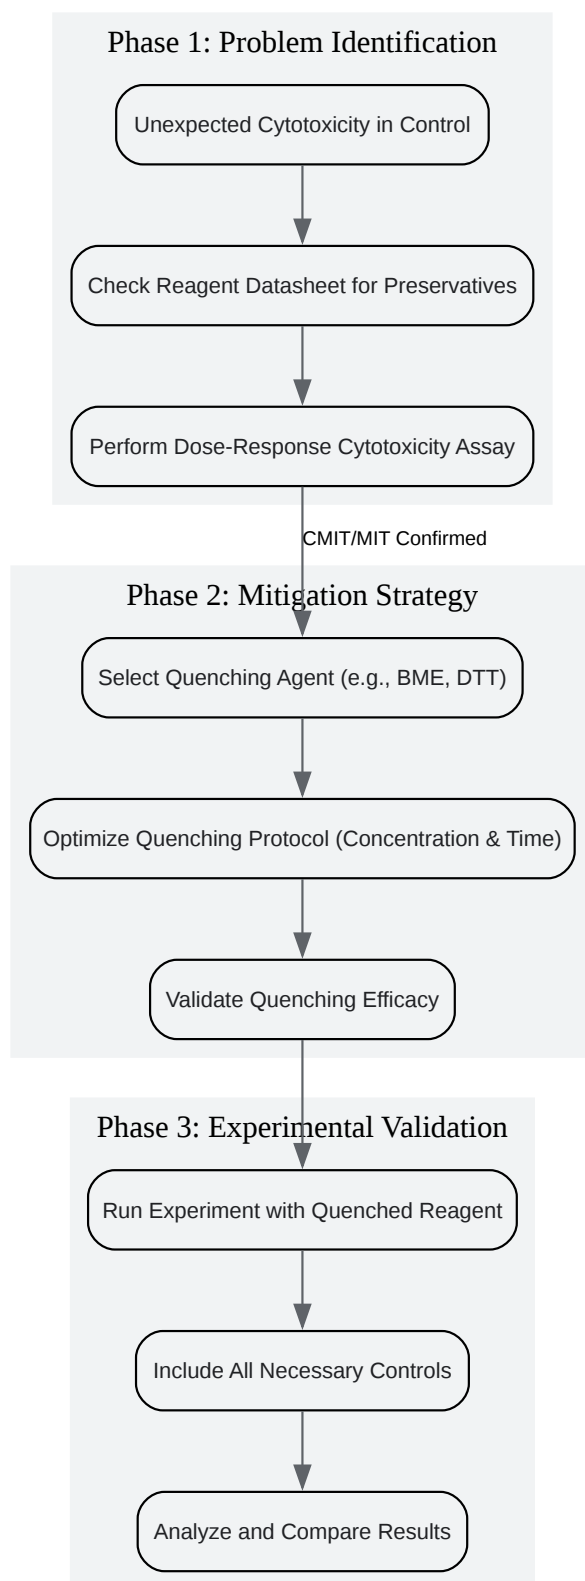 Phase 1: Problem Identification
Unexpected Cytotoxicity in Control
Check Reagent Datasheet for Preservatives
Perform Dose-Response Cytotoxicity Assay
CMIT/MIT Confirmed
Phase 2: Mitigation Strategy
Select Quenching Agent (e.g., BME, DTT)
Optimize Quenching Protocol (Concentration & Time)
Validate Quenching Efficacy
Phase 3: Experimental Validation
Run Experiment with Quenched Reagent
Include All Necessary Controls
Analyze and Compare Results